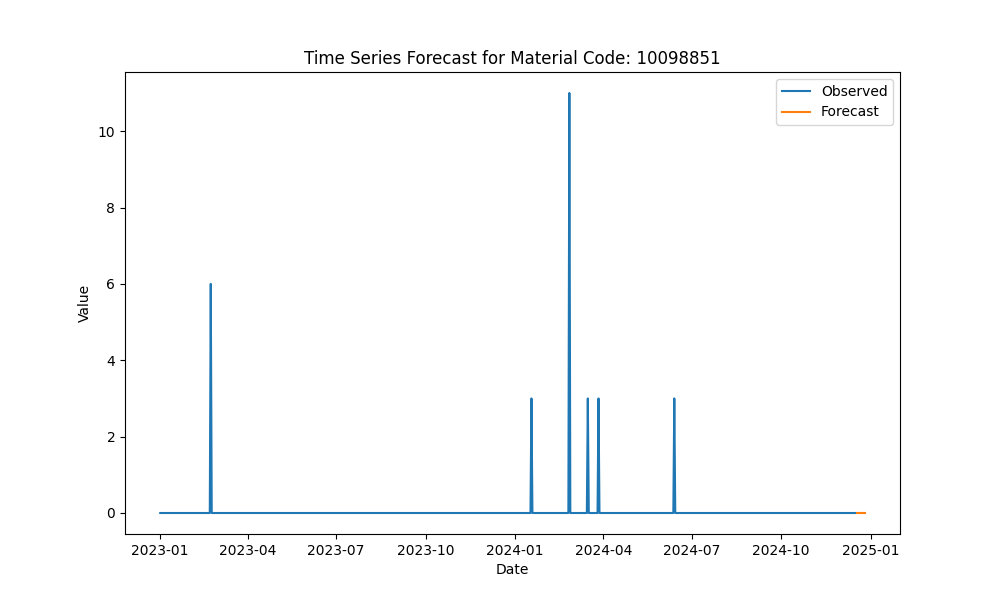 Time Series Forecast for Material Code: 10098851
Observed
Forecast
Value
10
8
6
4
2
0
2023-01 2023-04 2023-07 2023-10 2024-01 2024-04 2024-07 2024-10 2025-01
Date